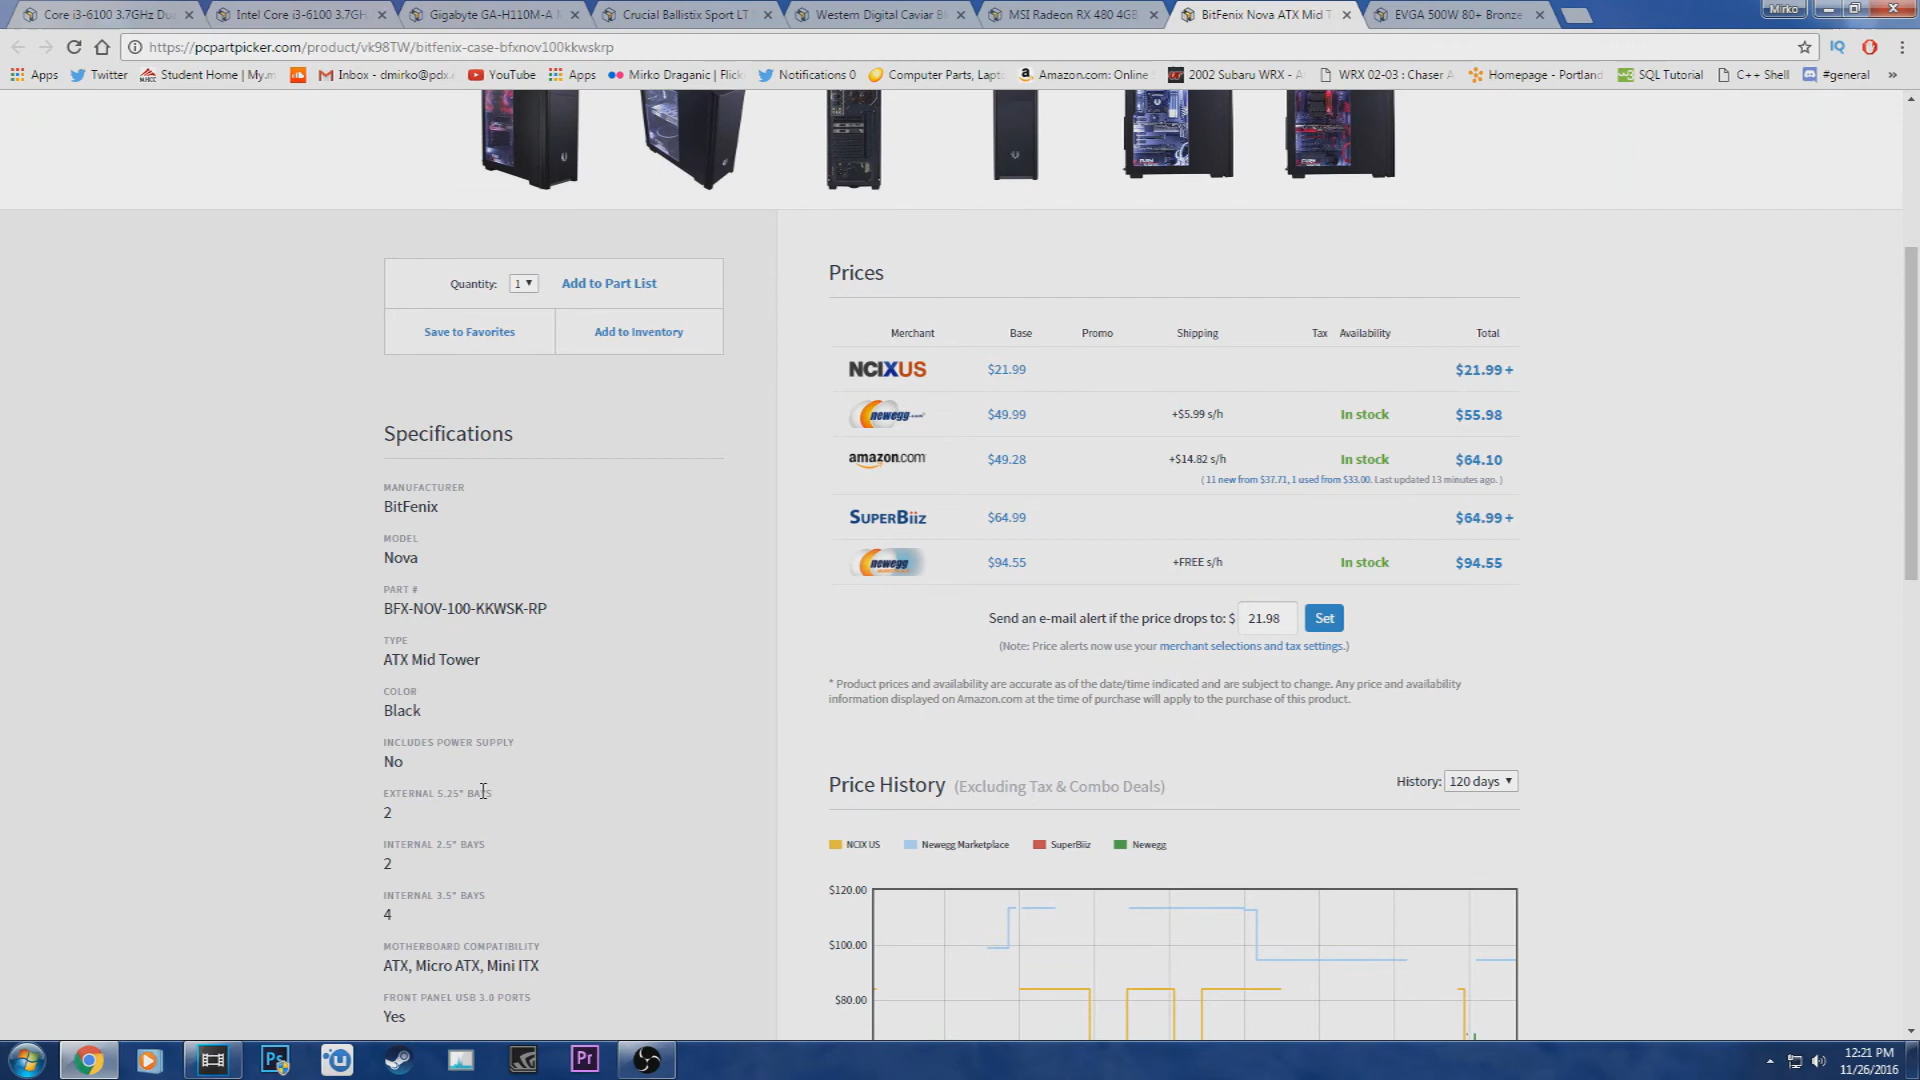 Core i3-6100 3.7GHz Du
Intel Core i3-6100 3.7GH
Gigabyte GA-H110M-A M
Crucial Ballistix Sport LT
Western Digital Caviar Bl
MSI Radeon RX 480 4GB
BitFenix Nova ATX Mid T
EVGA 500W 80+ Bronze
Mirko
https://pcpartpicker.com/product/vk98TW/bitfenix-case-bfxnov100kkwskrp
Apps
Twitter
Student Home | My.m
Inbox - dmirko@pdx.
YouTube
Apps
Mirko Draganic | Flick
Notifications 0
Computer Parts, Lapt
Amazon.com: Online
2002 Subaru WRX - A
WRX 02-03 : Chaser A
Homepage - Portland
SQL Tutorial
C++ Shell
#general
»
Quantity: 1
Add to Part List
Save to Favorites
Add to Inventory
Specifications
MANUFACTURER
BitFenix
MODEL
Nova
PART #
BFX-NOV-100-KKWSK-RP
TYPE
ATX Mid Tower
COLOR
Black
INCLUDES POWER SUPPLY
No
EXTERNAL 5.25" BAYS
2
INTERNAL 2.5" BAYS
2
INTERNAL 3.5" BAYS
4
MOTHERBOARD COMPATIBILITY
ATX, Micro ATX, Mini ITX
FRONT PANEL USB 3.0 PORTS
Yes
Prices
Merchant Base Promo Shipping Tax Availability Total
NCIXUS $21.99 $21.99 +
newegg.com $49.99 +$5.99 s/h In stock $55.98
amazon.com $49.28 +$14.82 s/h In stock $64.10
( 11 new from $37.71, 1 used from $33.00. Last updated 13 minutes ago. )
SUPERBIIZ $64.99 $64.99 +
newegg $94.55 +FREE s/h In stock $94.55
Send an e-mail alert if the price drops to: $ 21.98 Set
(Note: Price alerts now use your merchant selections and tax settings.)
* Product prices and availability are accurate as of the date/time indicated and are subject to change. Any price and availability
information displayed on Amazon.com at the time of purchase will apply to the purchase of this product.
Price History (Excluding Tax & Combo Deals)
History: 120 days
NCIX US
Newegg Marketplace
SuperBiiz
Newegg
$120.00
$100.00
$80.00
Ps
Pr
12:21 PM
11/26/2016